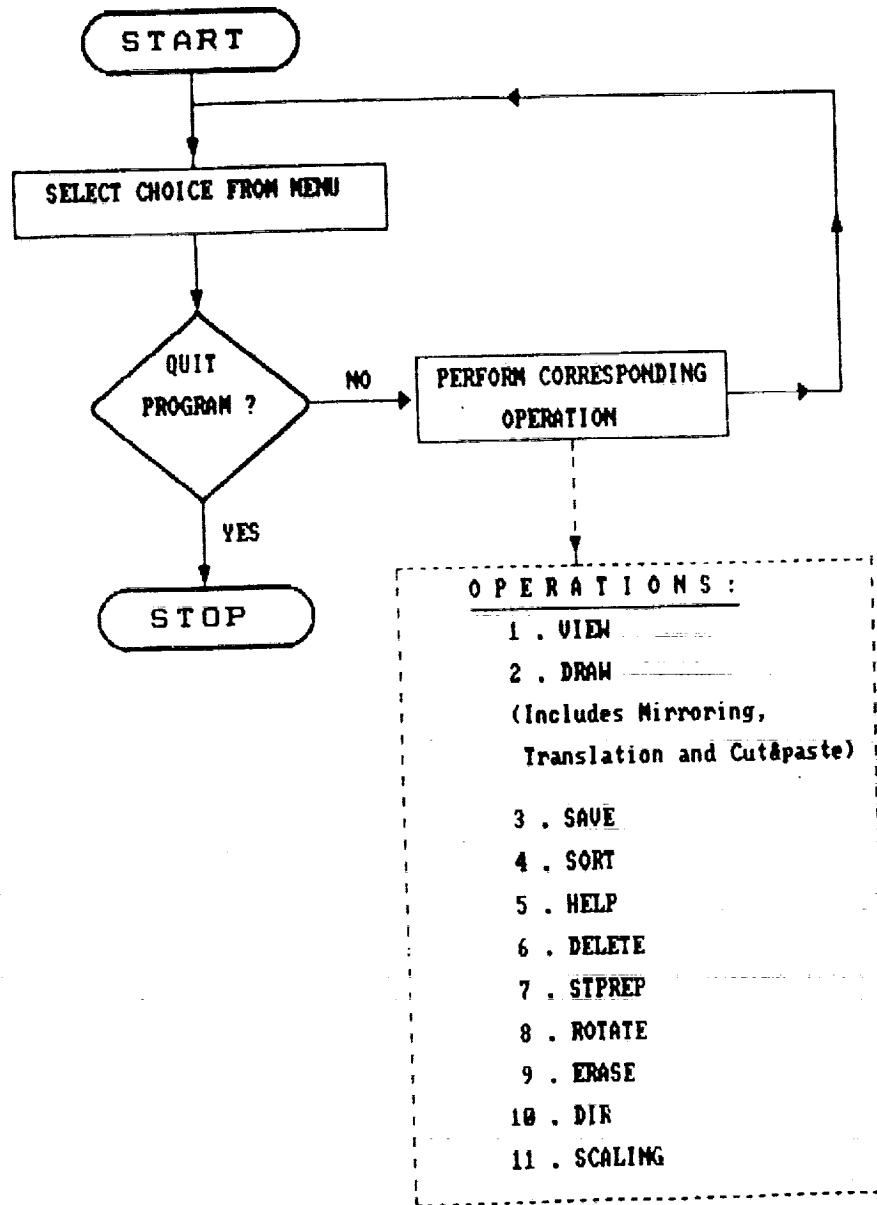 START
SELECT CHOICE FROM MENU
QUIT
PROGRAM ?
NO
PERFORM CORRESPONDING
OPERATION
YES
STOP
O P E R A T I O N S :
1 . VIEW
2 . DRAW
(Includes Mirroring,
Translation and Cut&paste)
3 . SAVE
4 . SORT
5 . HELP
6 . DELETE
7 . STPREP
8 . ROTATE
9 . ERASE
10 . DIR
11 . SCALING